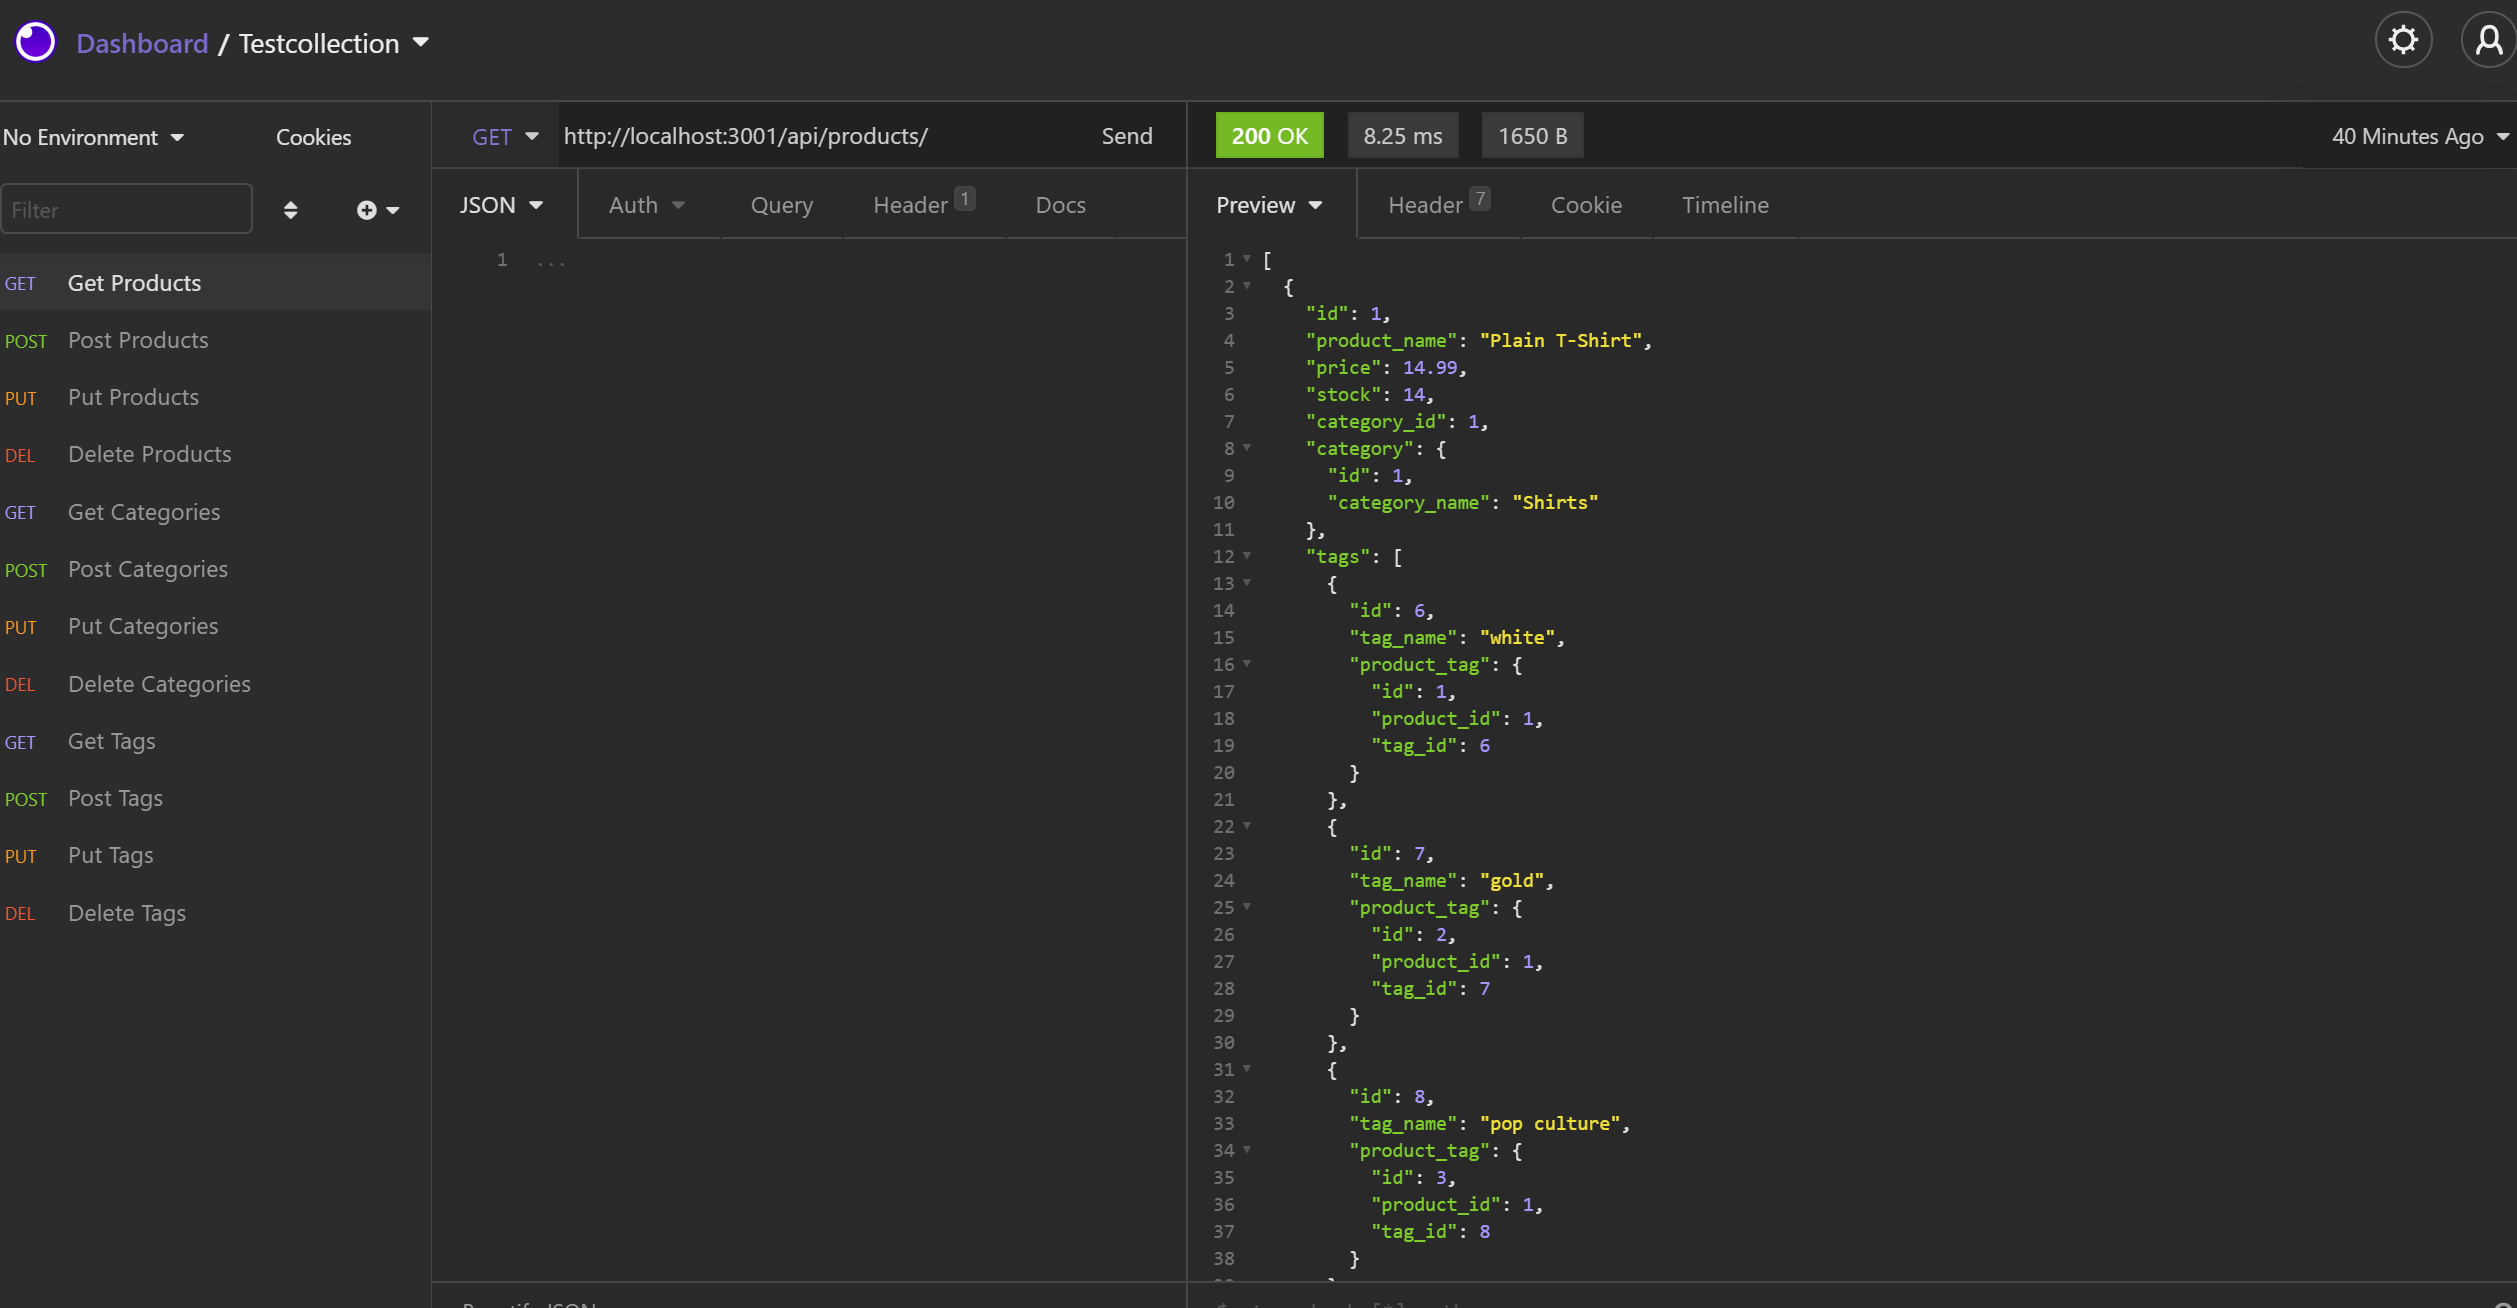 Dashboard / Testcollection
No Environment
Cookies
Filter
GET Get Products
POST Post Products
PUT Put Products
DEL Delete Products
GET Get Categories
POST Post Categories
PUT Put Categories
DEL Delete Categories
GET Get Tags
POST Post Tags
PUT Put Tags
DEL Delete Tags
GET http://localhost:3001/api/products/ Send
JSON Auth Query Header 1 Docs
1 ...
200 OK 8.25 ms 1650 B 40 Minutes Ago
Preview Header 7 Cookie Timeline
1 [
2 {
3 "id": 1,
4 "product_name": "Plain T-Shirt",
5 "price": 14.99,
6 "stock": 14,
7 "category_id": 1,
8 "category": {
9 "id": 1,
10 "category_name": "Shirts"
11 },
12 "tags": [
13 {
14 "id": 6,
15 "tag_name": "white",
16 "product_tag": {
17 "id": 1,
18 "product_id": 1,
19 "tag_id": 6
20 }
21 },
22 {
23 "id": 7,
24 "tag_name": "gold",
25 "product_tag": {
26 "id": 2,
27 "product_id": 1,
28 "tag_id": 7
29 }
30 },
31 {
32 "id": 8,
33 "tag_name": "pop culture",
34 "product_tag": {
35 "id": 3,
36 "product_id": 1,
37 "tag_id": 8
38 }